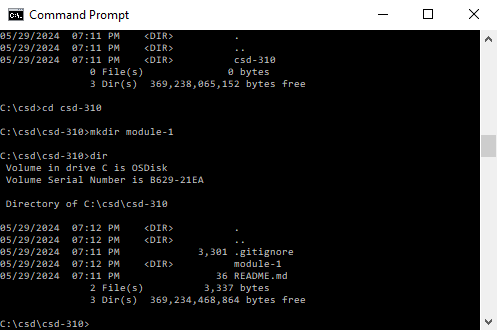 Command Prompt
05/29/2024  07:11 PM    <DIR>          .
05/29/2024  07:11 PM    <DIR>          ..
05/29/2024  07:11 PM    <DIR>          csd-310
               0 File(s)              0 bytes
               3 Dir(s)  369,238,065,152 bytes free

C:\csd>cd csd-310

C:\csd\csd-310>mkdir module-1

C:\csd\csd-310>dir
 Volume in drive C is OSDisk
 Volume Serial Number is B629-21EA

 Directory of C:\csd\csd-310

05/29/2024  07:12 PM    <DIR>          .
05/29/2024  07:12 PM    <DIR>          ..
05/29/2024  07:11 PM             3,301 .gitignore
05/29/2024  07:12 PM    <DIR>          module-1
05/29/2024  07:11 PM                36 README.md
               2 File(s)          3,337 bytes
               3 Dir(s)  369,234,468,864 bytes free

C:\csd\csd-310>